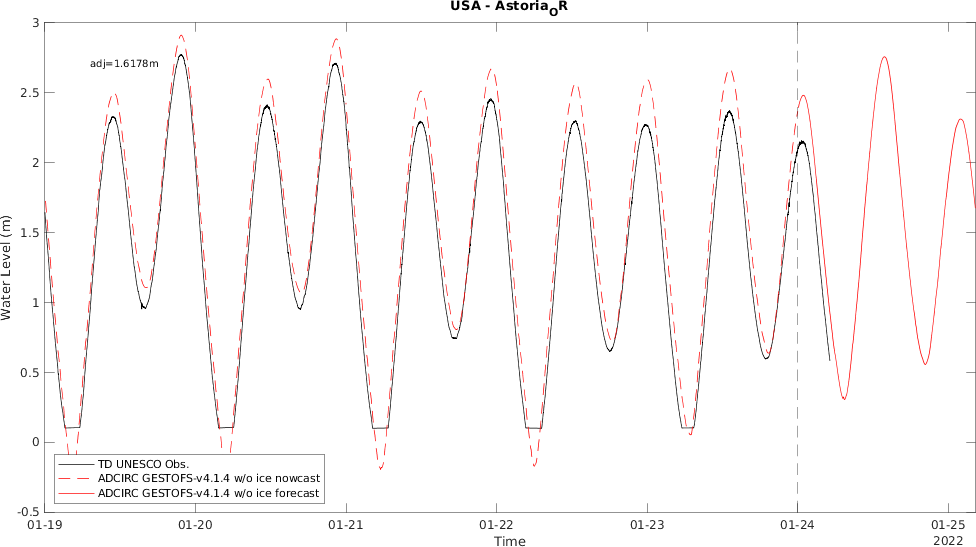 USA - Astoria_OR
adj=1.6178m
Water Level (m)
3
2.5
2
1.5
1
0.5
0
-0.5
TD UNESCO Obs.
ADCIRC GESTOFS-v4.1.4 w/o ice nowcast
ADCIRC GESTOFS-v4.1.4 w/o ice forecast
01-19 01-20 01-21 01-22 01-23 01-24 01-25
Time
2022